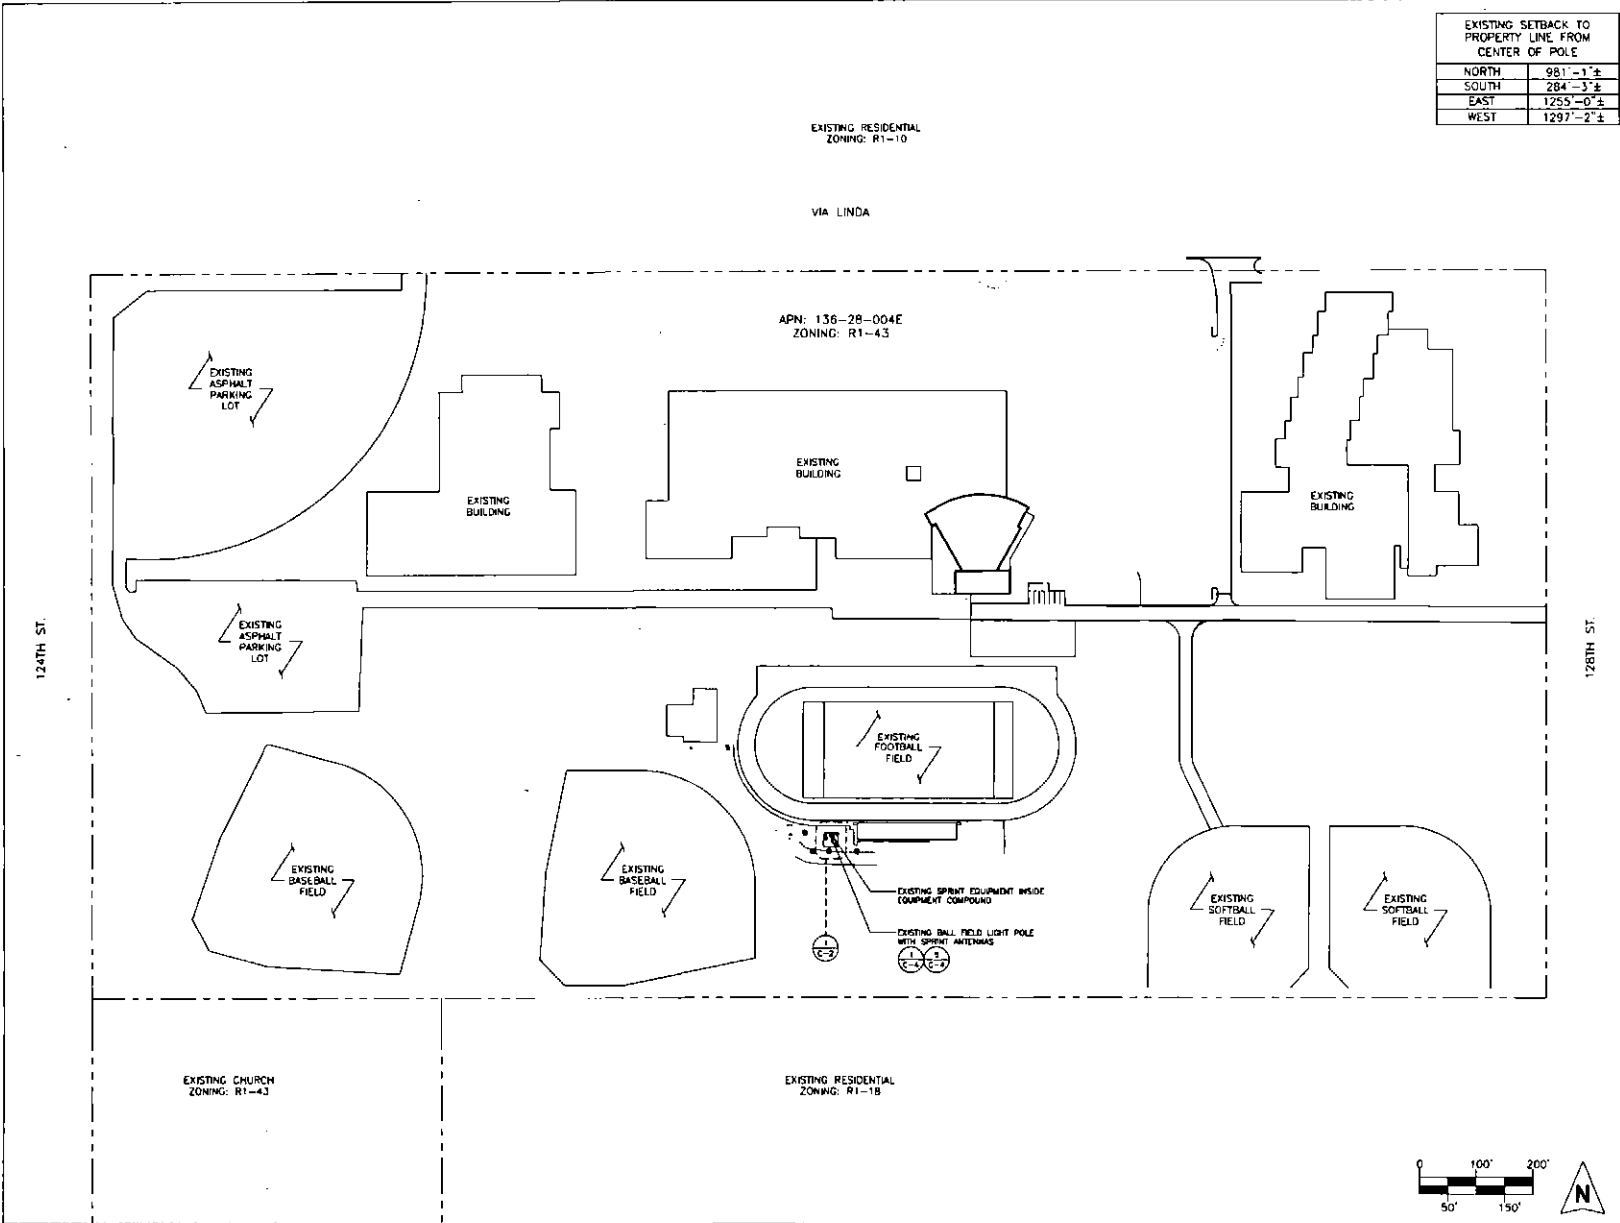 EXISTING SETBACK TO
PROPERTY LINE FROM
CENTER OF POLE
NORTH 981'-1"±
SOUTH 284'-3"±
EAST 1255'-0"±
WEST 1297'-2"±
EXISTING RESIDENTIAL
ZONING: R1-10
VIA LINDA
APN: 136-28-004E
ZONING: R1-43
EXISTING
ASPHALT
PARKING
LOT
EXISTING
BUILDING
EXISTING
BUILDING
EXISTING
BUILDING
124TH ST.
EXISTING
ASPHALT
PARKING
LOT
128TH ST.
EXISTING
FOOTBALL
FIELD
EXISTING
BASEBALL
FIELD
EXISTING
BASEBALL
FIELD
EXISTING SPRINT EQUIPMENT INSIDE
EQUIPMENT COMPOUND
EXISTING BALL FIELD LIGHT POLE
WITH SPRINT ANTENNAS
1
C-2
1
C-4
C-4
EXISTING
SOFTBALL
FIELD
EXISTING
SOFTBALL
FIELD
EXISTING CHURCH
ZONING: R1-43
EXISTING RESIDENTIAL
ZONING: R1-18
0 100' 200'
50' 150'
N